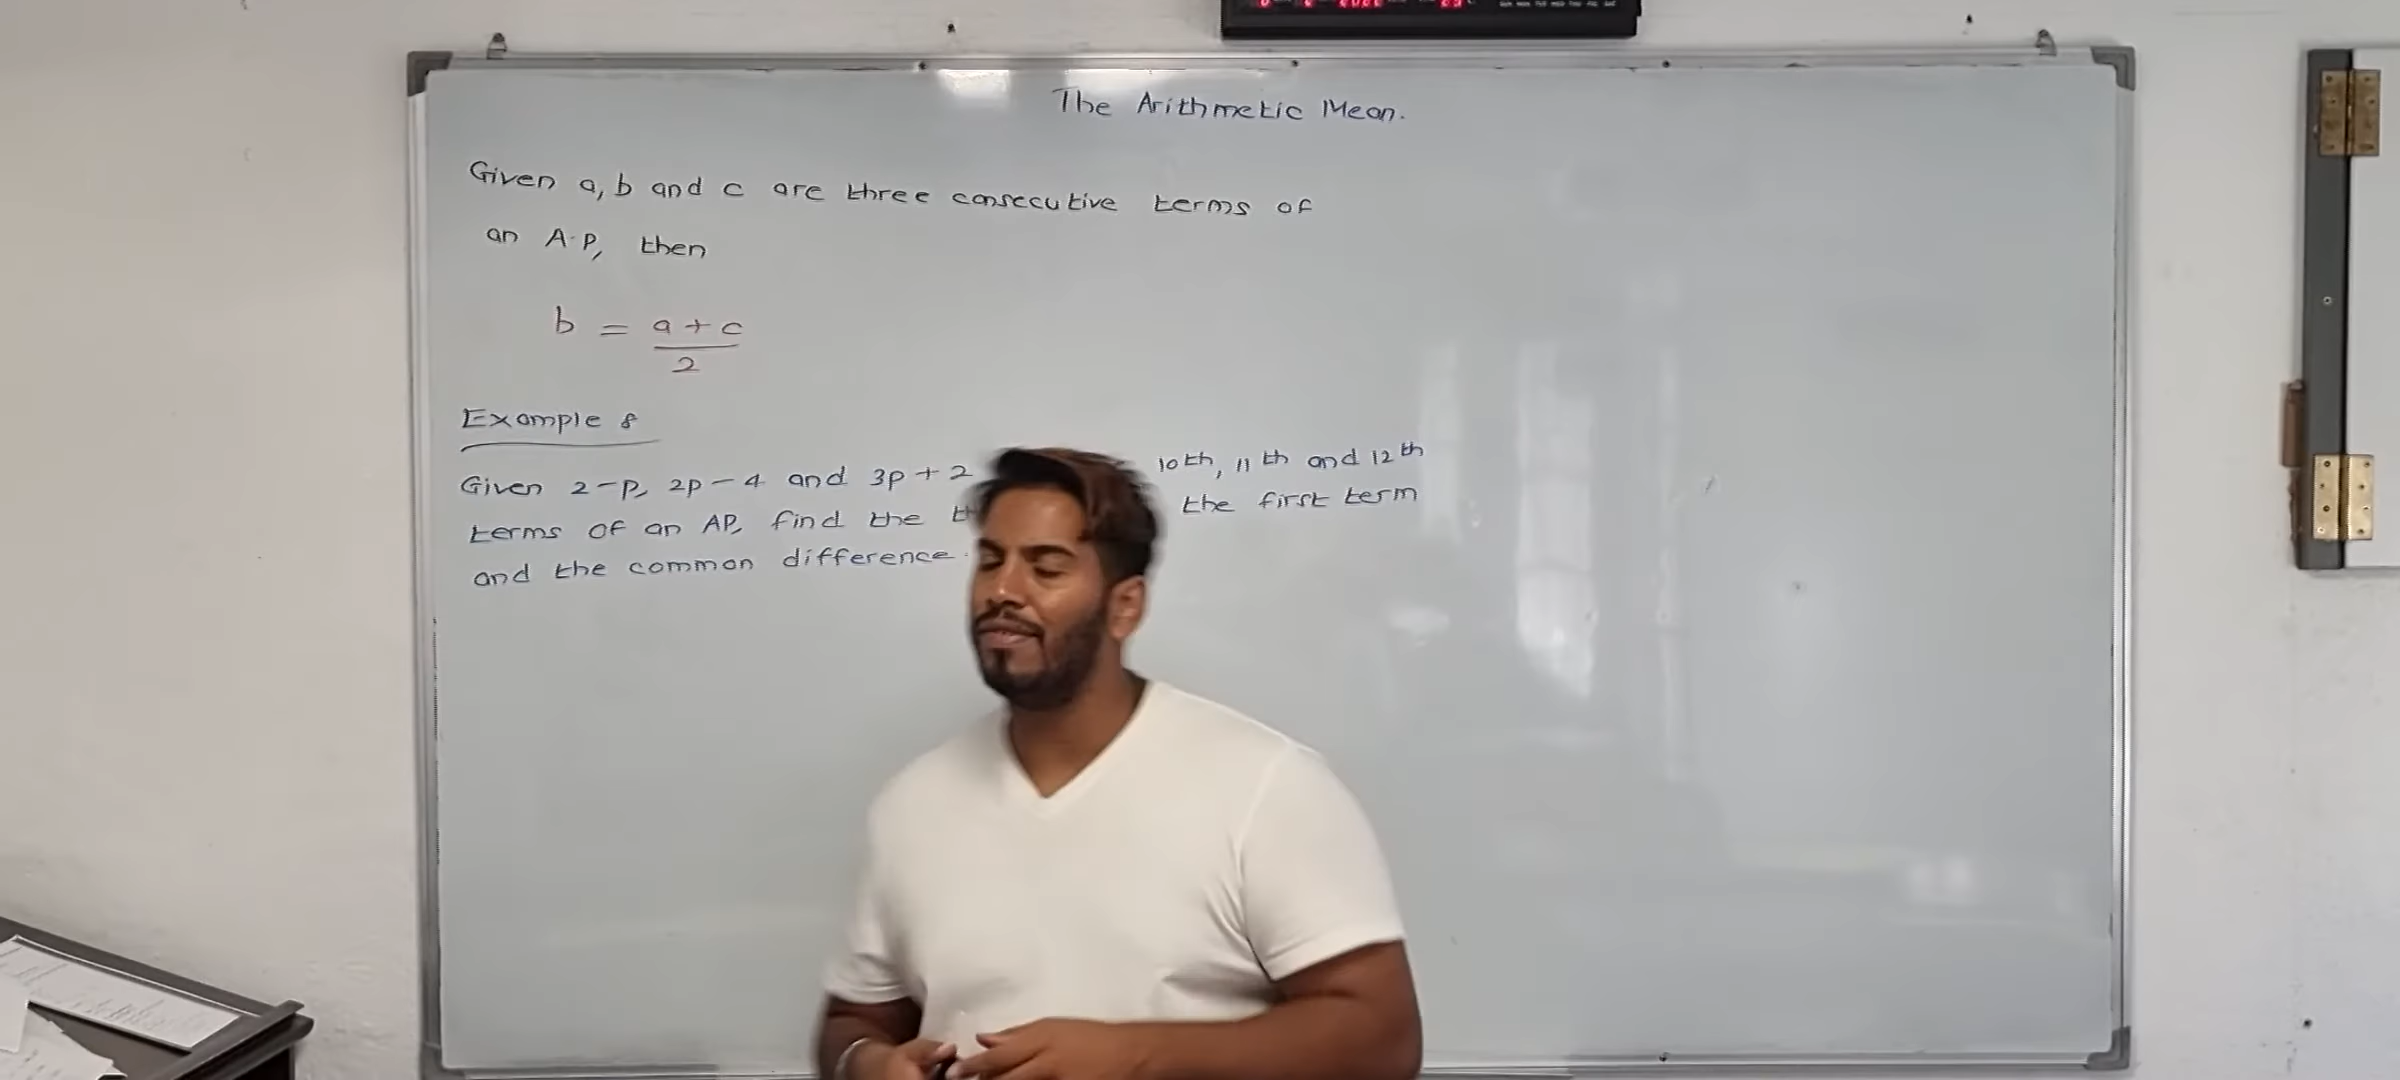 The Arithmetic Mean.
Given a, b and c are three consecutive terms of
an A.P, then
b = a + c
2
Example 8
Given 2-p, 2p-4 and 3p+2 10th, 11th and 12th
terms of an AP, find the the first term
and the common difference.